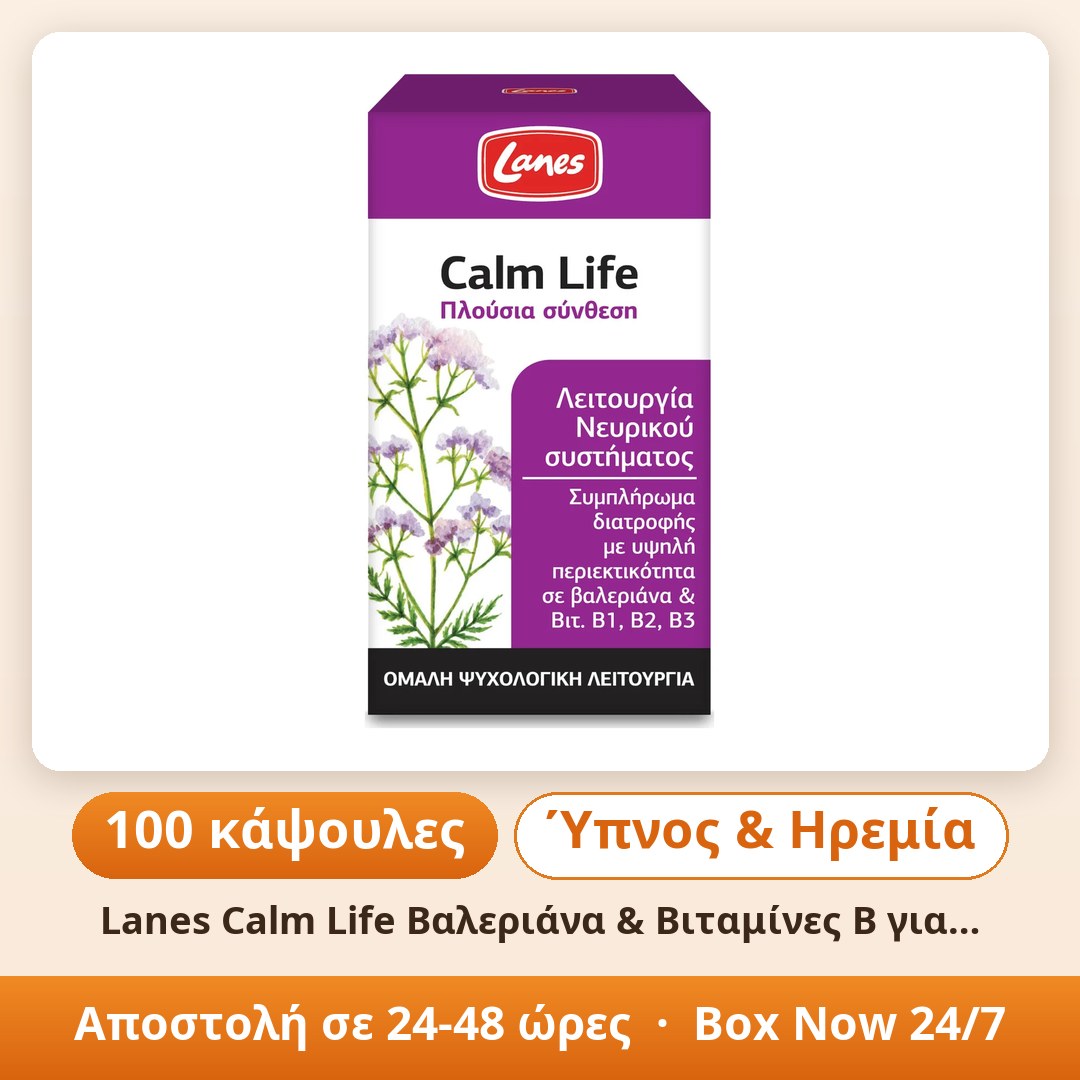 Lanes
Lanes
Calm Life
Πλούσια σύνθεση
Λειτουργία
Νευρικού
συστήματος
Συμπλήρωμα
διατροφής
με υψηλή
περιεκτικότητα
σε βαλεριάνα &
Βιτ. Β1, Β2, Β3
ΟΜΑΛΗ ΨΥΧΟΛΟΓΙΚΗ ΛΕΙΤΟΥΡΓΙΑ
100 κάψουλες
Ύπνος & Ηρεμία
Lanes Calm Life Βαλεριάνα & Βιταμίνες Β για...
Αποστολή σε 24-48 ώρες · Box Now 24/7